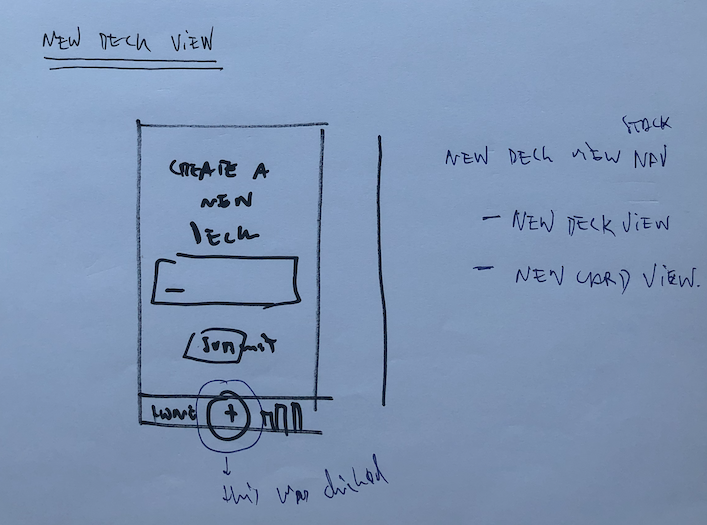 NEW DECK VIEW
CREATE A
NEW
DECK
SUBMIT
HOME +
this was clicked
STACK
NEW DECK VIEW NAV
- NEW DECK VIEW
- NEW CARD VIEW.